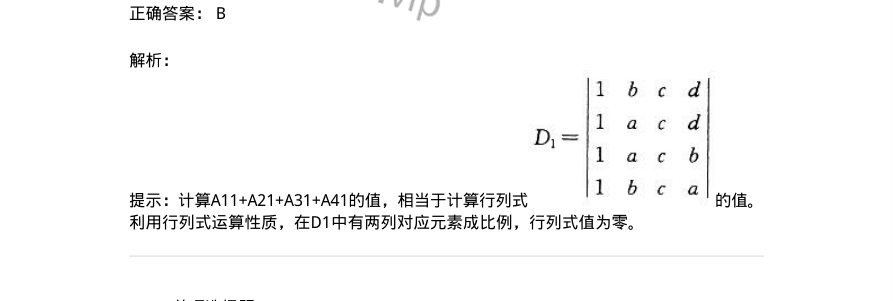 正确答案： B
解析：
1 b c d
1 a c d
D₁ =
1 a c b
1 b c a
提示：计算A11+A21+A31+A41的值，相当于计算行列式 的值。
利用行列式运算性质，在D1中有两列对应元素成比例，行列式值为零。